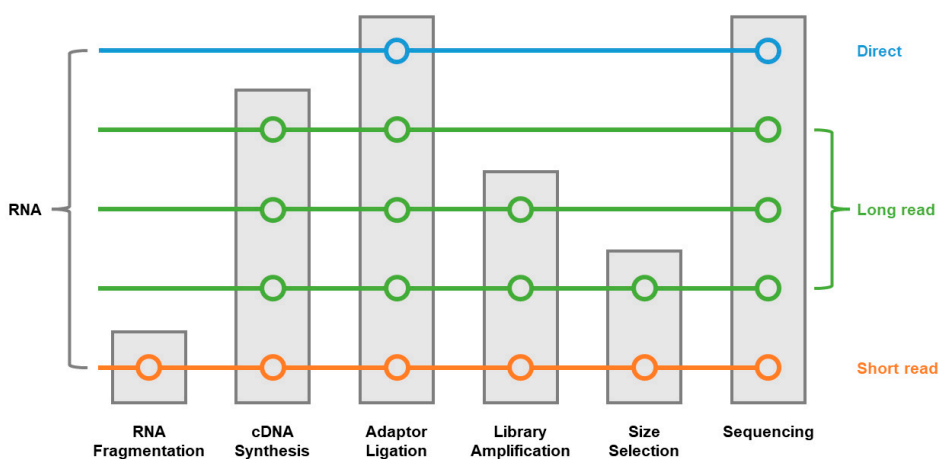 Direct
RNA
Long read
Short read
RNA
Fragmentation
cDNA
Synthesis
Adaptor
Ligation
Library
Amplification
Size
Selection
Sequencing